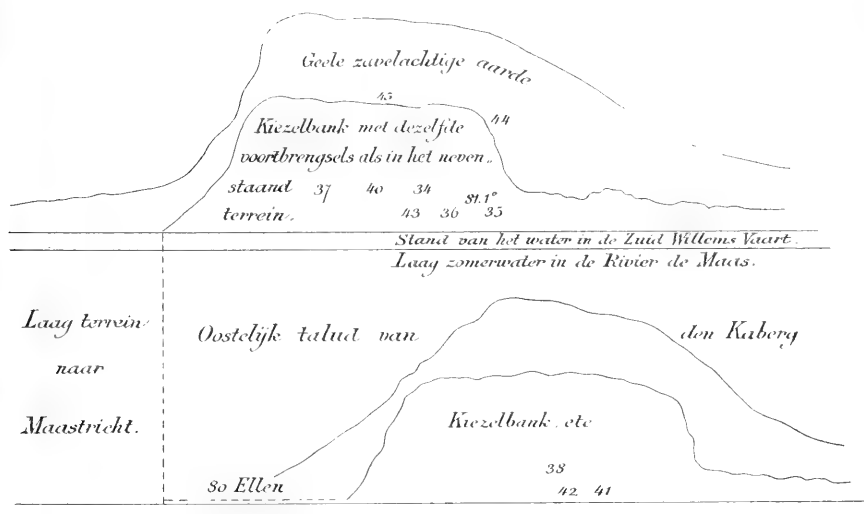 Geele zavelachtige aarde
45
44
Kiezelbank met dezelfde
voortbrengsels als in het neven„
staand 37 40 34 St. 1°
terrein. 43 36 35
Stand van het water in de Zuid Willems Vaart.
Laag zomerwater in de Rivier de Maas.
Laag terrein
naar
Maastricht.
Oostelijk talud van den Kaberg
Kiezelbank, etc
80 Ellen
38
42 41